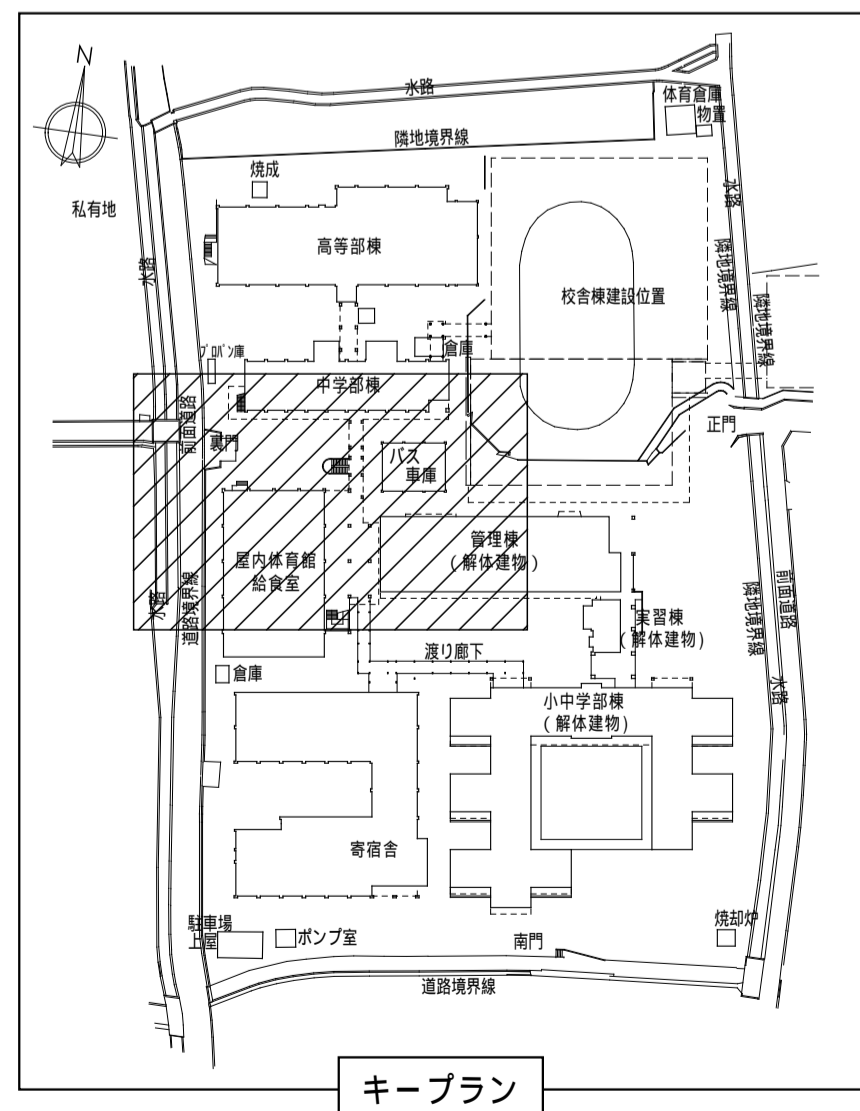 N
水路
体育倉庫
物置
隣地境界線
焼成
私有地
水路
高等部棟
水路
隣地境界線
校舎棟建設位置
隣地境界線
倉庫
プロパン庫
中学部棟
前面道路
裏門
正門
バス
車庫
管理棟
(解体建物)
屋内体育館
給食室
水路
道路境界線
隣地境界線
前面道路
実習棟
(解体建物)
渡り廊下
倉庫
水路
小中学部棟
(解体建物)
寄宿舎
駐車場
上屋
ポンプ室
南門
焼却炉
道路境界線
キープラン